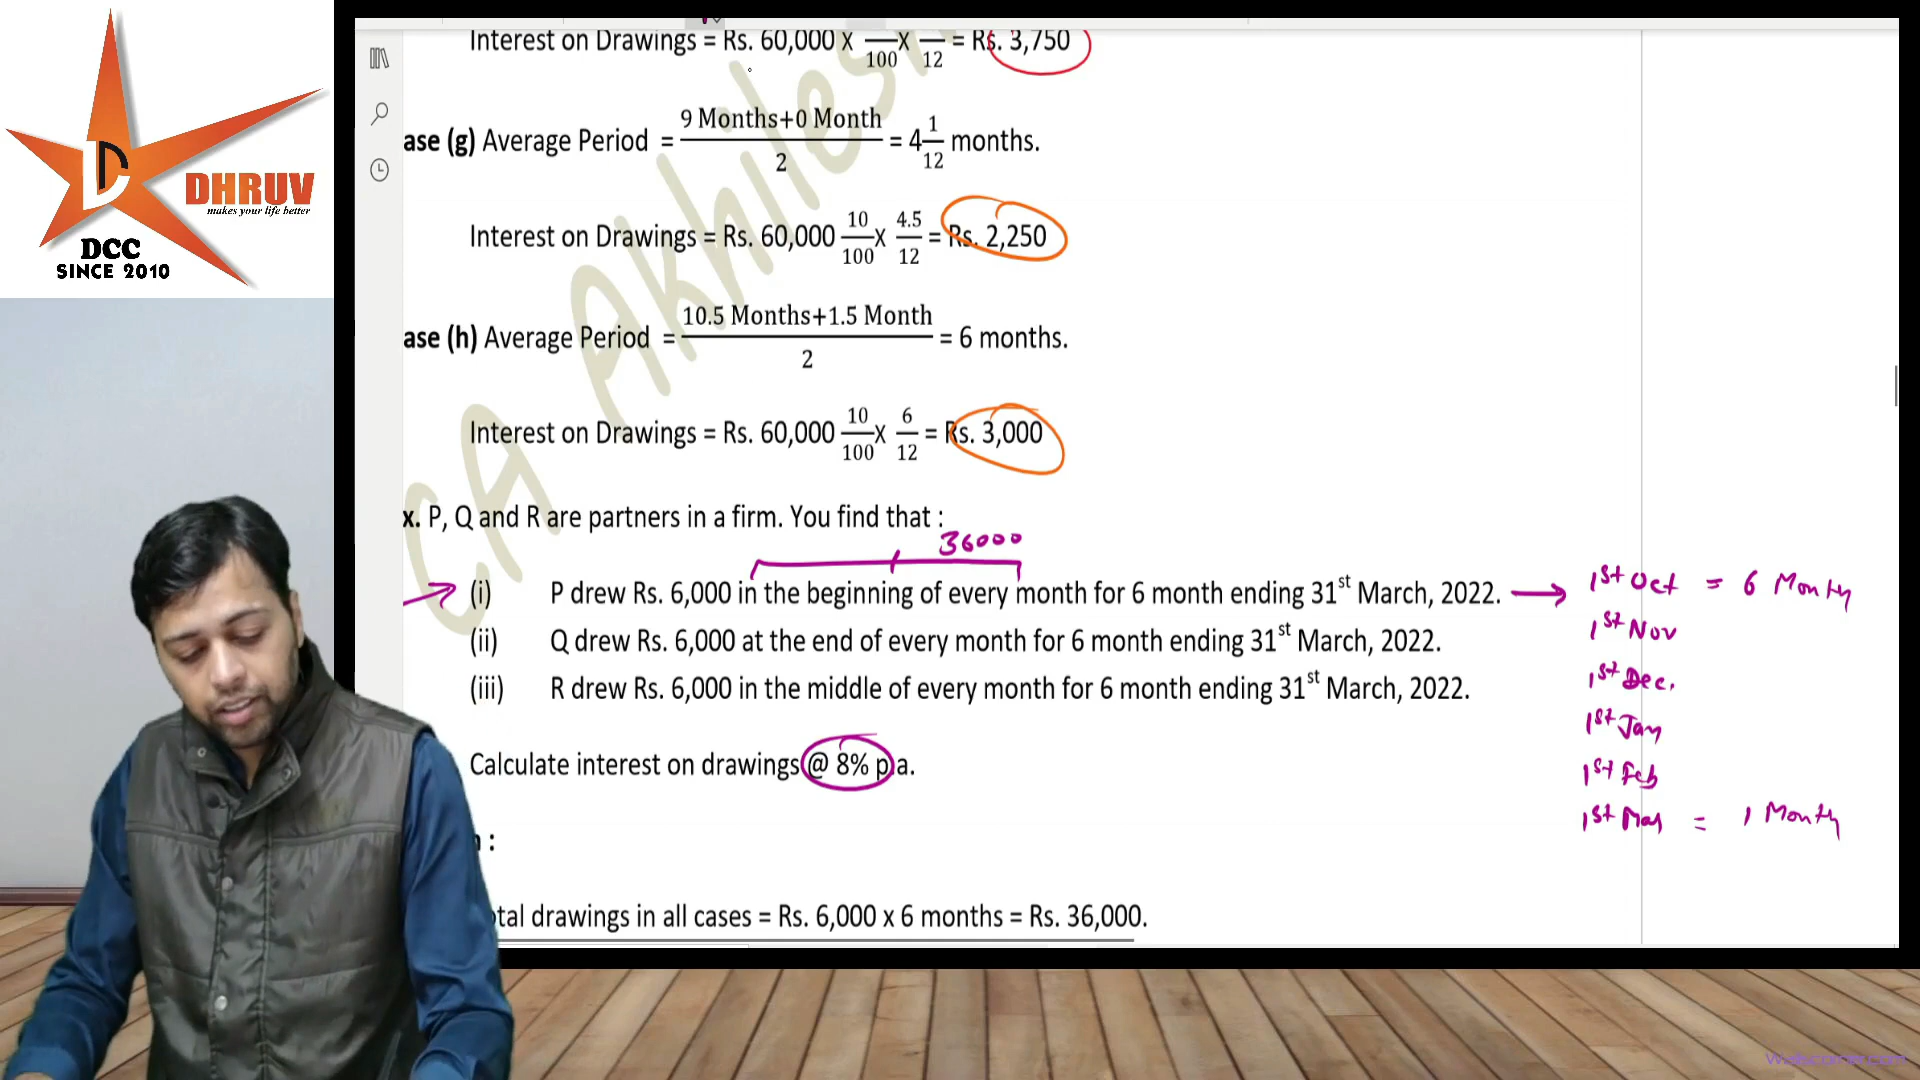 DHRUV
makes your life better
DCC
SINCE 2010
Interest on Drawings = Rs. 60,000 X /100 X /12 = Rs. 3,750
ase (g) Average Period = 9 Months+0 Month/2 = 4 1/12 months.
Interest on Drawings = Rs. 60,000 10/100 X 4.5/12 = Rs. 2,250
ase (h) Average Period = 10.5 Months+1.5 Month/2 = 6 months.
Interest on Drawings = Rs. 60,000 10/100 X 6/12 = Rs. 3,000
CA Akhilesh
x. P, Q and R are partners in a firm. You find that :
36000
(i) P drew Rs. 6,000 in the beginning of every month for 6 month ending 31st March, 2022.
(ii) Q drew Rs. 6,000 at the end of every month for 6 month ending 31st March, 2022.
(iii) R drew Rs. 6,000 in the middle of every month for 6 month ending 31st March, 2022.
1st Oct = 6 Month
1st Nov
1st Dec.
1st Jan
1st Feb
1st Mar = 1 Month
Calculate interest on drawings @ 8% p.a.
:
tal drawings in all cases = Rs. 6,000 x 6 months = Rs. 36,000.